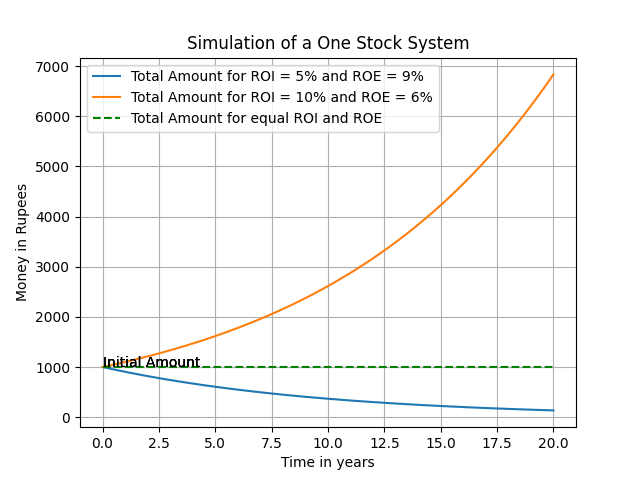 Simulation of a One Stock System
Total Amount for ROI = 5% and ROE = 9%
Total Amount for ROI = 10% and ROE = 6%
Total Amount for equal ROI and ROE
Money in Rupees
7000
6000
5000
4000
3000
2000
1000
0
Initial Amount
0.0 2.5 5.0 7.5 10.0 12.5 15.0 17.5 20.0
Time in years